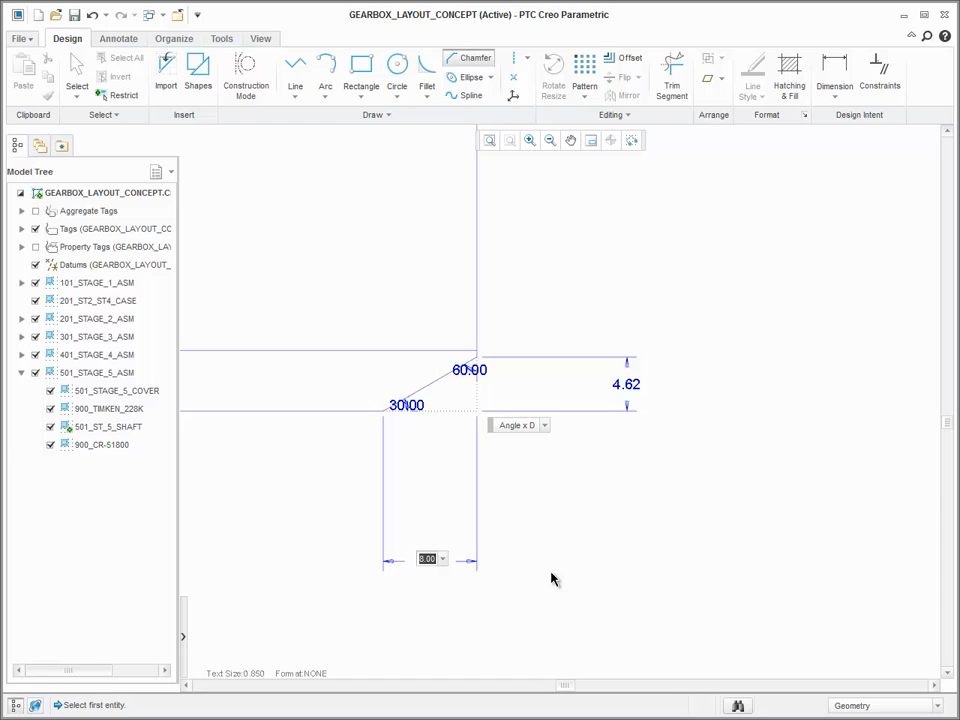 GEARBOX_LAYOUT_CONCEPT (Active) - PTC Creo Parametric
File Design Annotate Organize Tools View
Paste Select Select All Invert Restrict Import Shapes Construction Mode Line Arc Rectangle Circle Fillet Chamfer Ellipse Spline Rotate Resize Pattern Offset Flip Mirror Trim Segment Line Style Hatching & Fill Dimension Constraints
Clipboard Select Insert Draw Editing Arrange Format Design Intent
Model Tree
GEARBOX_LAYOUT_CONCEPT.C
Aggregate Tags
Tags (GEARBOX_LAYOUT_CC
Property Tags (GEARBOX_LAY
Datums (GEARBOX_LAYOUT_
101_STAGE_1_ASM
201_ST2_ST4_CASE
201_STAGE_2_ASM
301_STAGE_3_ASM
401_STAGE_4_ASM
501_STAGE_5_ASM
501_STAGE_5_COVER
900_TIMKEN_228K
501_ST_5_SHAFT
900_CR-51800
60.00
4.62
30.00
Angle x D
8.00
Text Size:0.850 Format:NONE
Select first entity.
Geometry